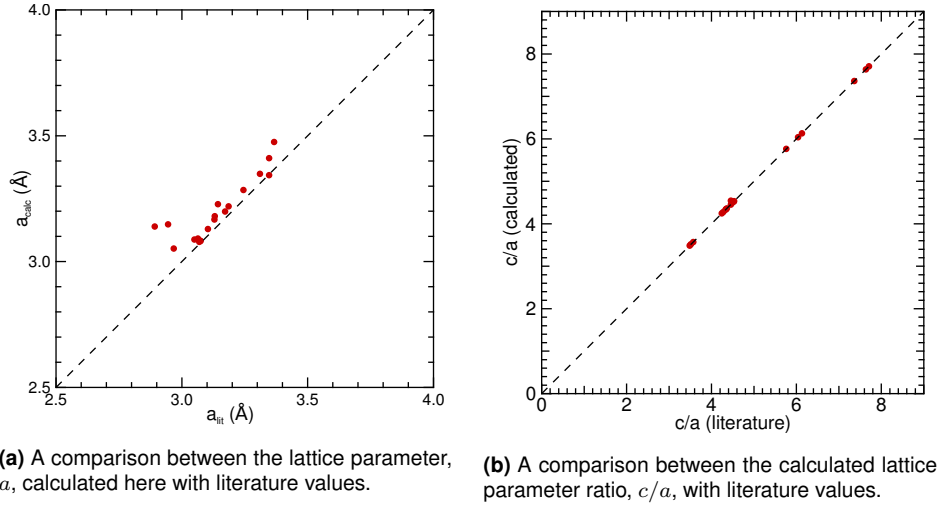 4.0
3.5
3.0
2.5
a_calc (Å)
2.5 3.0 3.5 4.0
a_lit (Å)
8
6
4
2
0
c/a (calculated)
0 2 4 6 8
c/a (literature)
(a) A comparison between the lattice parameter,
a, calculated here with literature values.
(b) A comparison between the calculated lattice
parameter ratio, c/a, with literature values.